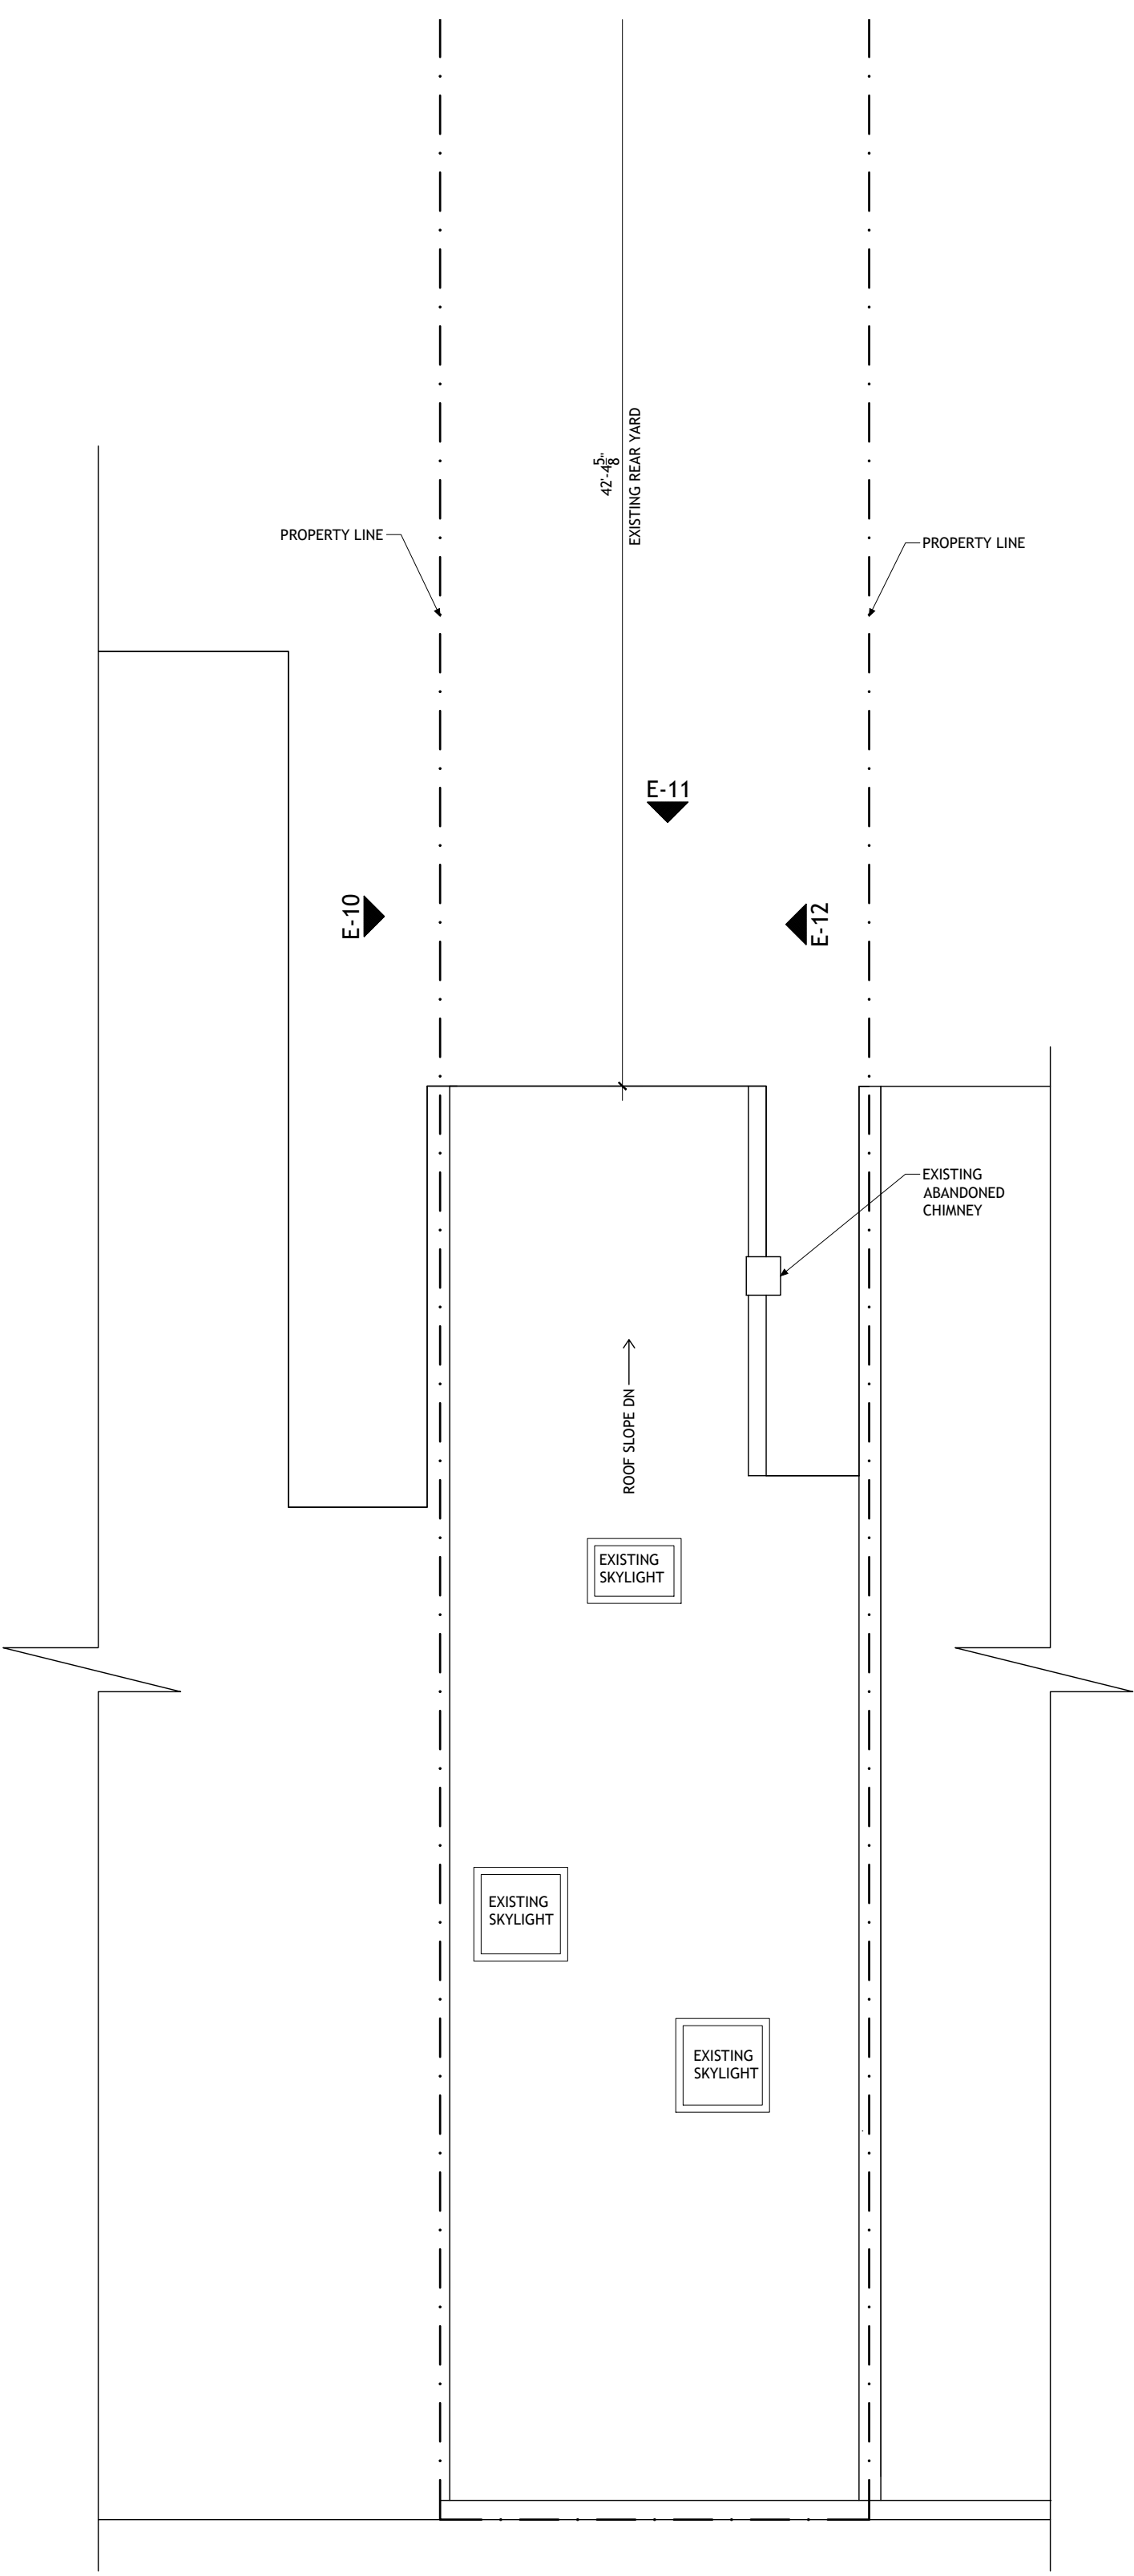 42'-4 5/8"
EXISTING REAR YARD
PROPERTY LINE
PROPERTY LINE
E-11
E-10
E-12
EXISTING
ABANDONED
CHIMNEY
ROOF SLOPE DN
EXISTING
SKYLIGHT
EXISTING
SKYLIGHT
EXISTING
SKYLIGHT